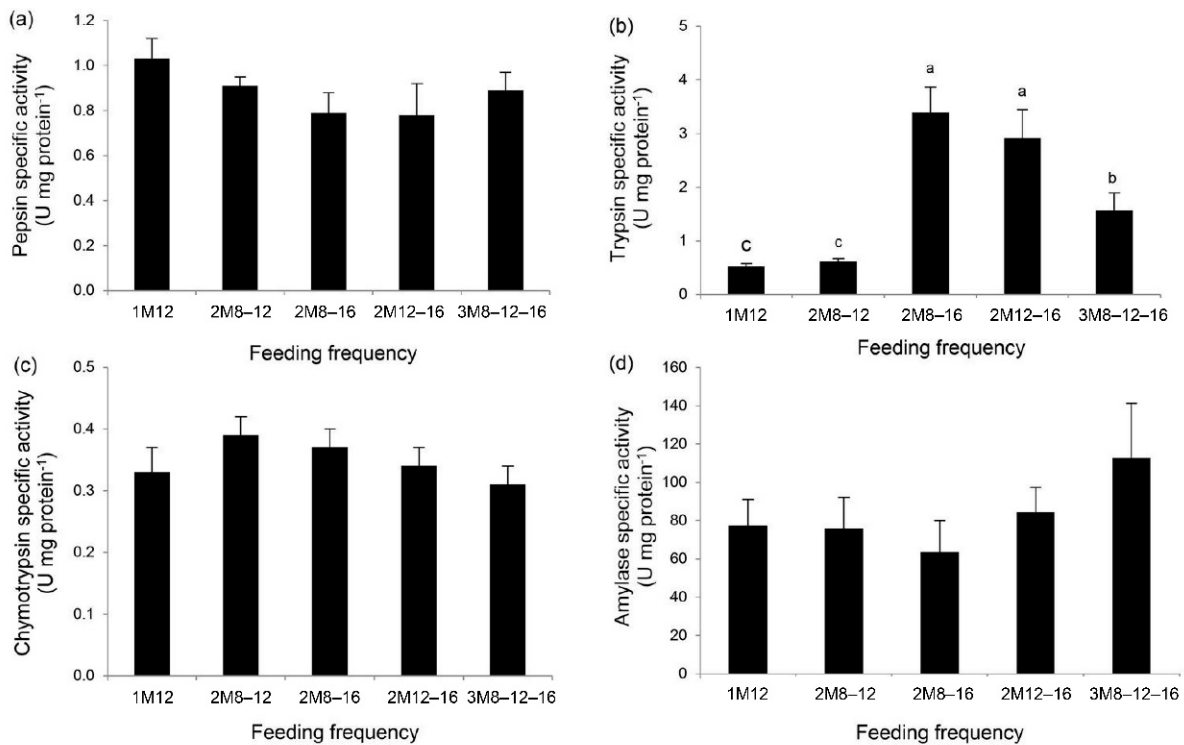 (a)
Pepsin specific activity
(U mg protein-1)
1.2
1.0
0.8
0.6
0.4
0.2
0.0
1M12 2M8–12 2M8–16 2M12–16 3M8–12–16
Feeding frequency
(b)
Trypsin specific activity
(U mg protein-1)
5
4
3
2
1
0
c c a a b
1M12 2M8–12 2M8–16 2M12–16 3M8–12–16
Feeding frequency
(c)
Chymotrypsin specific activity
(U mg protein-1)
0.5
0.4
0.3
0.2
0.1
0.0
1M12 2M8–12 2M8–16 2M12–16 3M8–12–16
Feeding frequency
(d)
Amylase specific activity
(U mg protein-1)
160
140
120
100
80
60
40
20
0
1M12 2M8–12 2M8–16 2M12–16 3M8–12–16
Feeding frequency